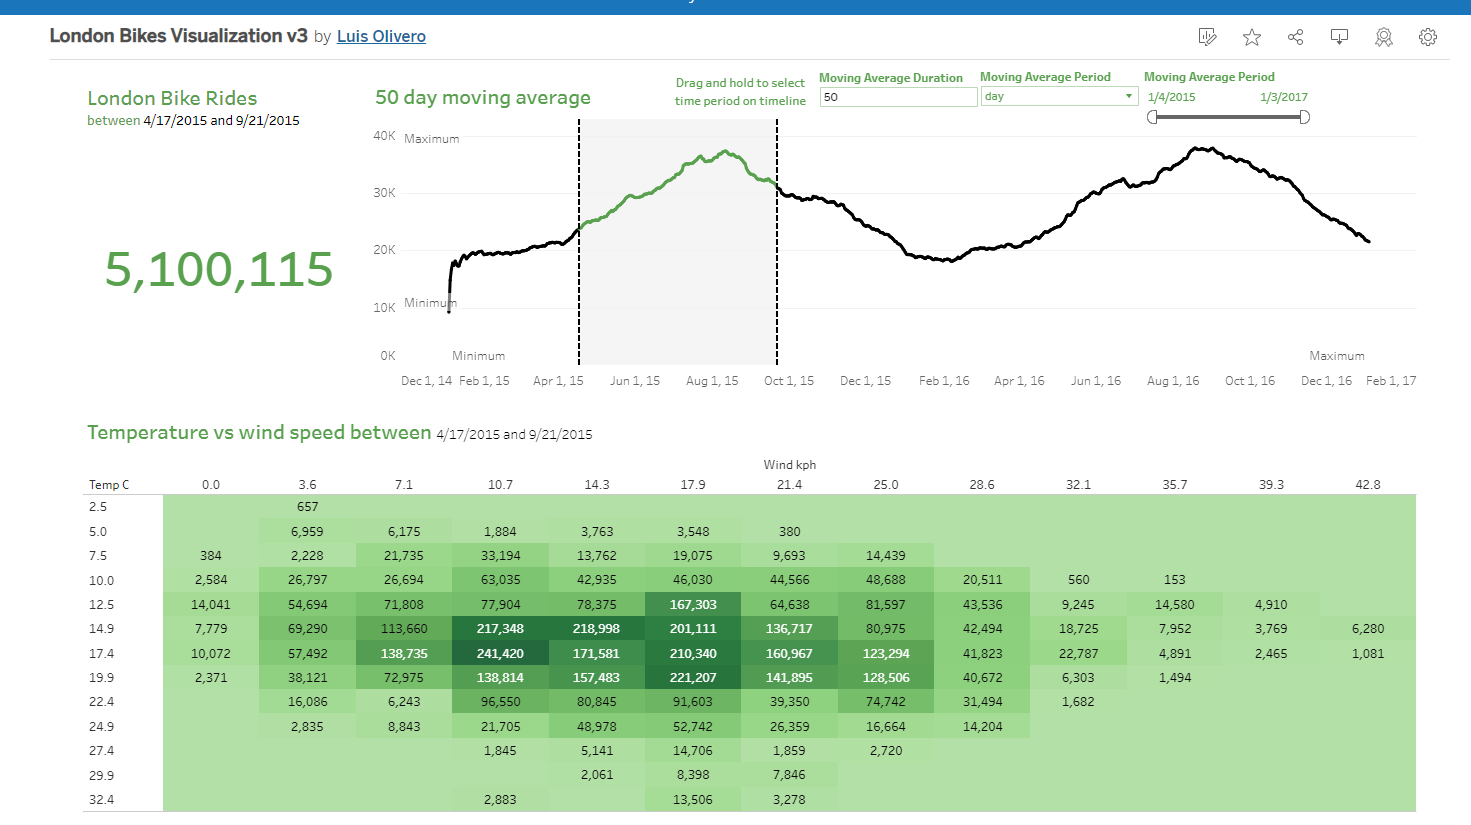 London Bikes Visualization v3 by Luis Olivero
London Bike Rides
between 4/17/2015 and 9/21/2015
5,100,115
50 day moving average
Drag and hold to select
time period on timeline
Moving Average Duration
50
Moving Average Period
day
Moving Average Period
1/4/2015 1/3/2017
40K Maximum
30K
20K
10K Minimum
0K Minimum Maximum
Dec 1, 14 Feb 1, 15 Apr 1, 15 Jun 1, 15 Aug 1, 15 Oct 1, 15 Dec 1, 15 Feb 1, 16 Apr 1, 16 Jun 1, 16 Aug 1, 16 Oct 1, 16 Dec 1, 16 Feb 1, 17
Temperature vs wind speed between 4/17/2015 and 9/21/2015
Wind kph
Temp C 0.0 3.6 7.1 10.7 14.3 17.9 21.4 25.0 28.6 32.1 35.7 39.3 42.8
2.5 657
5.0 6,959 6,175 1,884 3,763 3,548 380
7.5 384 2,228 21,735 33,194 13,762 19,075 9,693 14,439
10.0 2,584 26,797 26,694 63,035 42,935 46,030 44,566 48,688 20,511 560 153
12.5 14,041 54,694 71,808 77,904 78,375 167,303 64,638 81,597 43,536 9,245 14,580 4,910
14.9 7,779 69,290 113,660 217,348 218,998 201,111 136,717 80,975 42,494 18,725 7,952 3,769 6,280
17.4 10,072 57,492 138,735 241,420 171,581 210,340 160,967 123,294 41,823 22,787 4,891 2,465 1,081
19.9 2,371 38,121 72,975 138,814 157,483 221,207 141,895 128,506 40,672 6,303 1,494
22.4 16,086 6,243 96,550 80,845 91,603 39,350 74,742 31,494 1,682
24.9 2,835 8,843 21,705 48,978 52,742 26,359 16,664 14,204
27.4 1,845 5,141 14,706 1,859 2,720
29.9 2,061 8,398 7,846
32.4 2,883 13,506 3,278